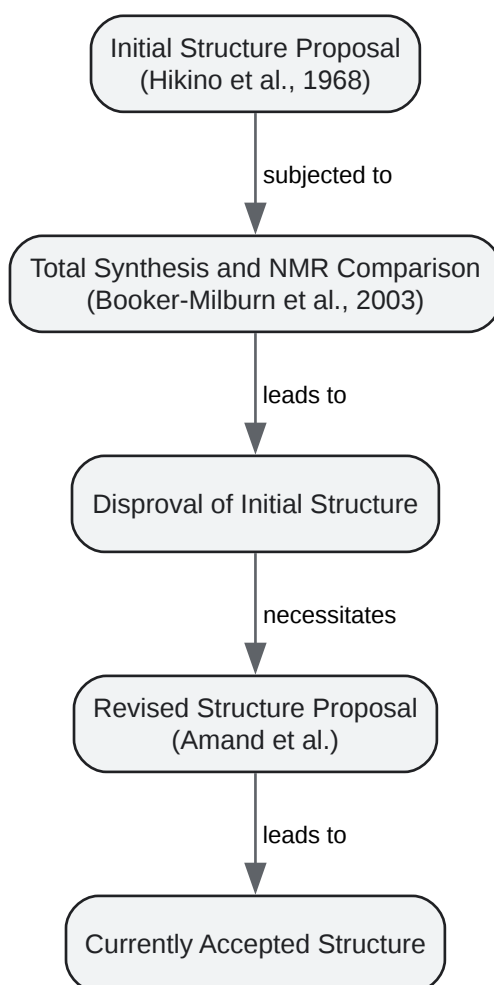 Initial Structure Proposal
(Hikino et al., 1968)
subjected to
Total Synthesis and NMR Comparison
(Booker-Milburn et al., 2003)
leads to
Disproval of Initial Structure
necessitates
Revised Structure Proposal
(Amand et al.)
leads to
Currently Accepted Structure